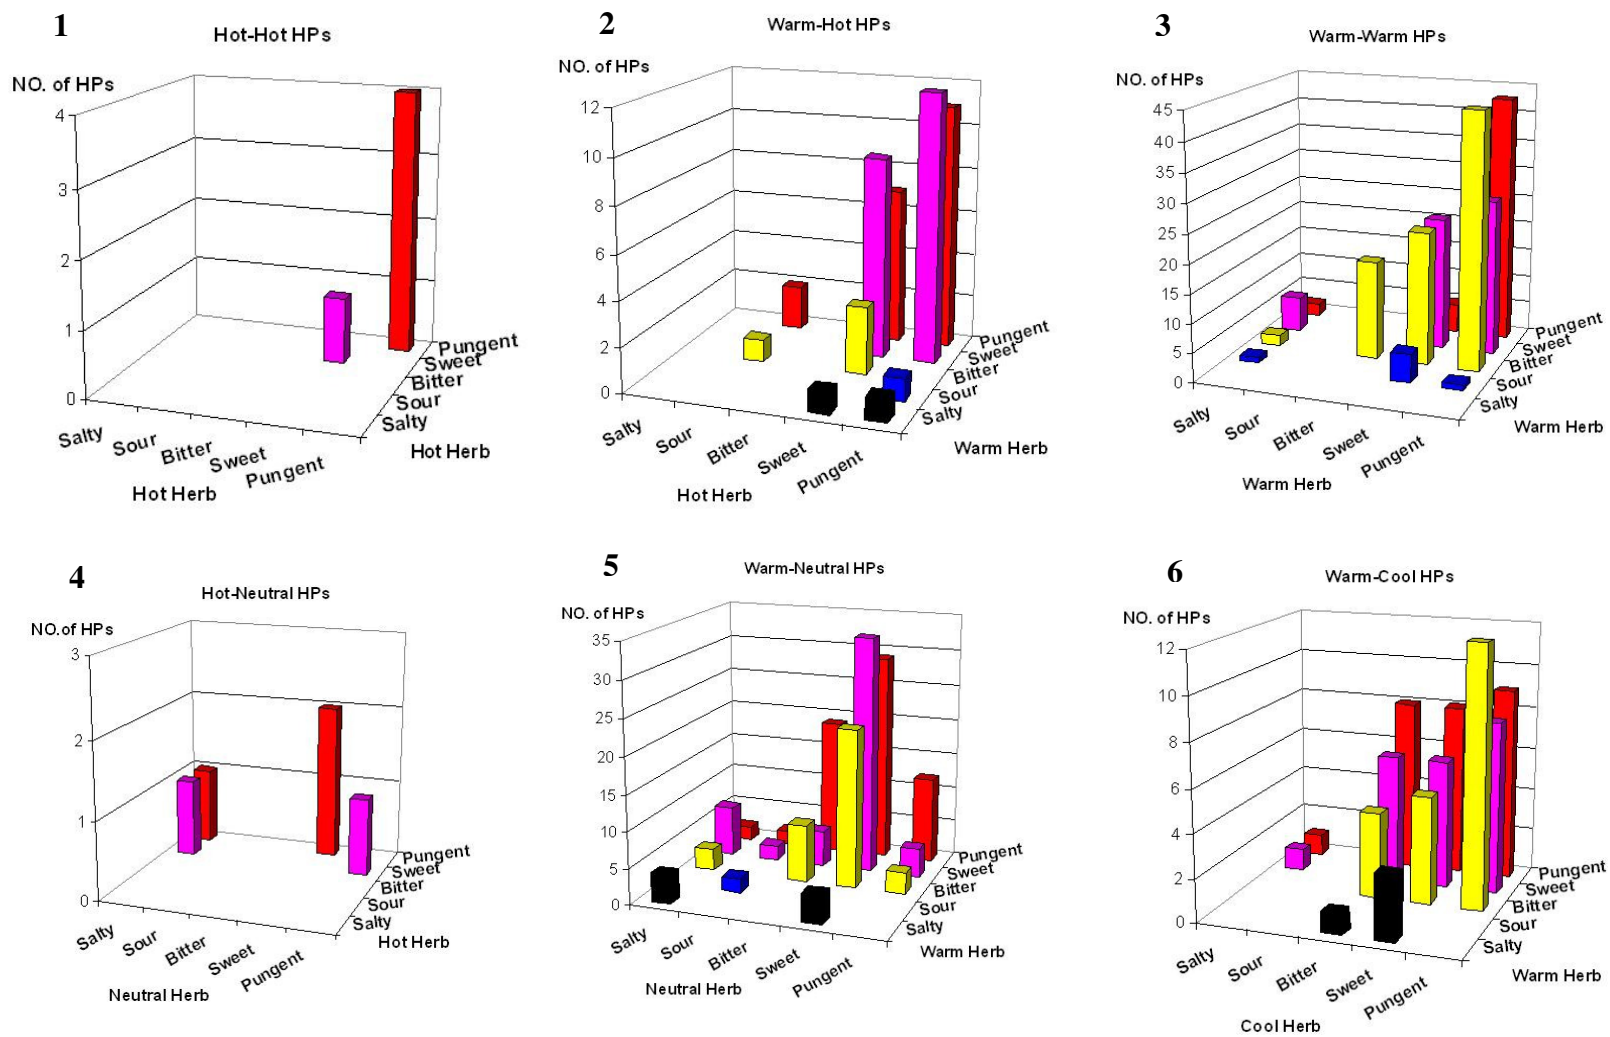 1
Hot-Hot HPs
NO. of HPs
4
3
2
1
0
Salty
Sour
Bitter
Sweet
Pungent
Hot Herb
Pungent
Sweet
Bitter
Sour
Salty
Hot Herb
2
Warm-Hot HPs
NO. of HPs
12
10
8
6
4
2
0
Salty
Sour
Bitter
Sweet
Pungent
Hot Herb
Pungent
Sweet
Bitter
Sour
Salty
Warm Herb
3
Warm-Warm HPs
NO. of HPs
45
40
35
30
25
20
15
10
5
0
Salty
Sour
Bitter
Sweet
Pungent
Warm Herb
Pungent
Sweet
Bitter
Sour
Salty
Warm Herb
4
Hot-Neutral HPs
NO.of HPs
3
2
1
0
Salty
Sour
Bitter
Sweet
Pungent
Neutral Herb
Pungent
Sweet
Bitter
Sour
Salty
Hot Herb
5
Warm-Neutral HPs
NO. of HPs
35
30
25
20
15
10
5
0
Salty
Sour
Bitter
Sweet
Pungent
Neutral Herb
Pungent
Sweet
Bitter
Sour
Salty
Warm Herb
6
Warm-Cool HPs
NO. of HPs
12
10
8
6
4
2
0
Salty
Sour
Bitter
Sweet
Pungent
Cool Herb
Pungent
Sweet
Bitter
Sour
Salty
Warm Herb